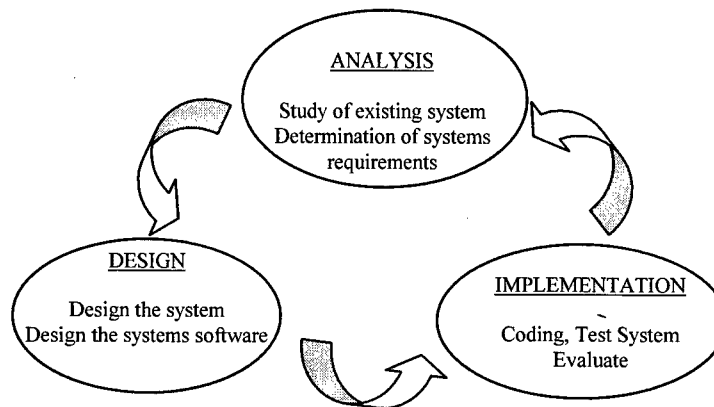 ANALYSIS
Study of existing system
Determination of systems
requirements
DESIGN
Design the system
Design the systems software
IMPLEMENTATION
Coding, Test System
Evaluate